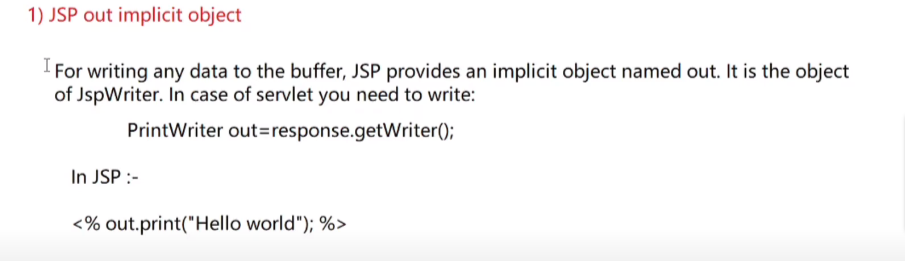 1) JSP out implicit object
For writing any data to the buffer, JSP provides an implicit object named out. It is the object
of JspWriter. In case of servlet you need to write:
PrintWriter out=response.getWriter();
In JSP :-
<% out.print("Hello world"); %>